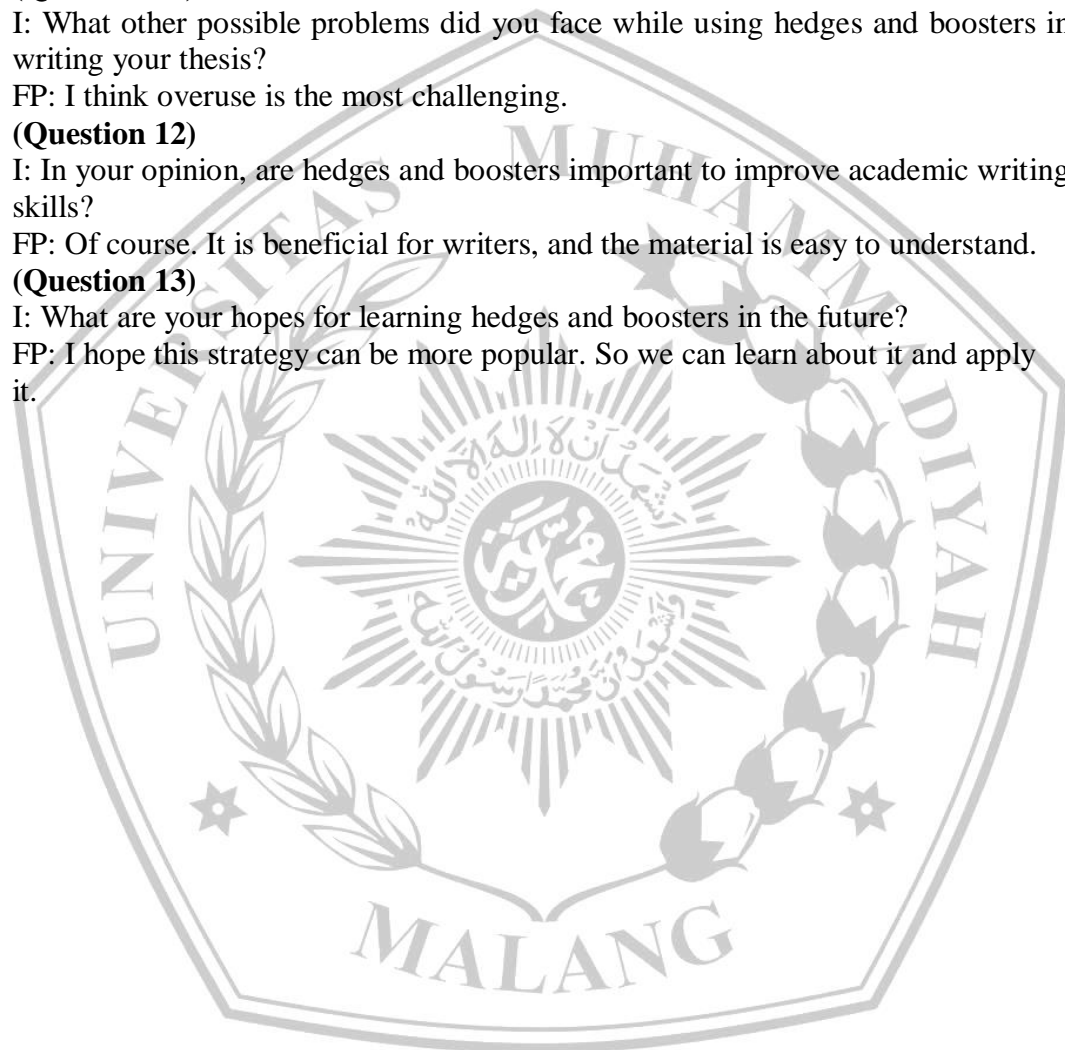 I: What other possible problems did you face while using hedges and boosters in
writing your thesis?
FP: I think overuse is the most challenging.
(Question 12)
I: In your opinion, are hedges and boosters important to improve academic writing
skills?
FP: Of course. It is beneficial for writers, and the material is easy to understand.
(Question 13)
I: What are your hopes for learning hedges and boosters in the future?
FP: I hope this strategy can be more popular. So we can learn about it and apply
it.
UNIVERSITAS MUHAMMADIYAH
MALANG